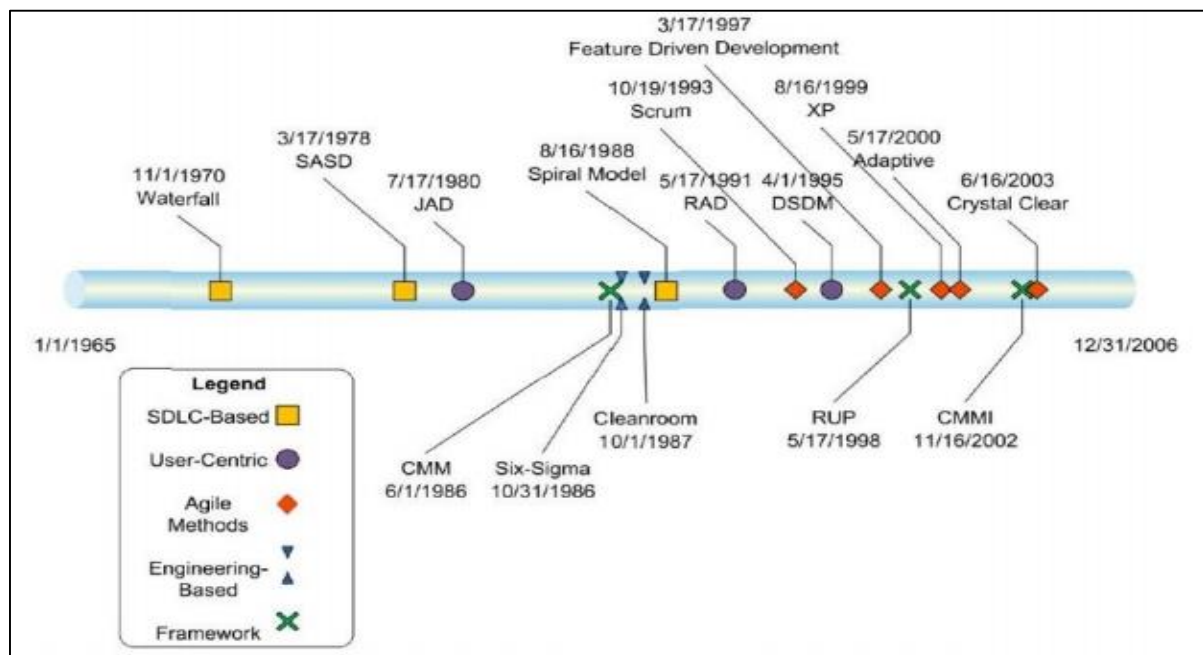 3/17/1997
Feature Driven Development
10/19/1993
Scrum
8/16/1999
XP
3/17/1978
SASD
8/16/1988
Spiral Model
5/17/2000
Adaptive
11/1/1970
Waterfall
7/17/1980
JAD
5/17/1991
RAD
4/1/1995
DSDM
6/16/2003
Crystal Clear
1/1/1965
12/31/2006
Legend
SDLC-Based
User-Centric
Agile
Methods
Engineering-
Based
Framework
CMM
6/1/1986
Six-Sigma
10/31/1986
Cleanroom
10/1/1987
RUP
5/17/1998
CMMI
11/16/2002